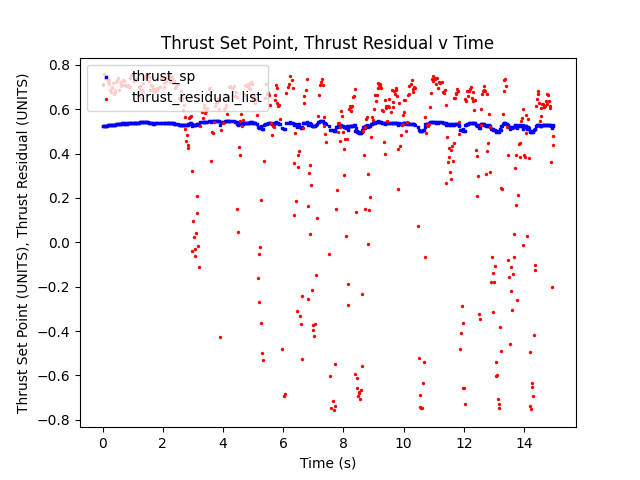 Thrust Set Point, Thrust Residual v Time
thrust_sp
thrust_residual_list
Thrust Set Point (UNITS), Thrust Residual (UNITS)
0.8
0.6
0.4
0.2
0.0
−0.2
−0.4
−0.6
−0.8
0 2 4 6 8 10 12 14
Time (s)